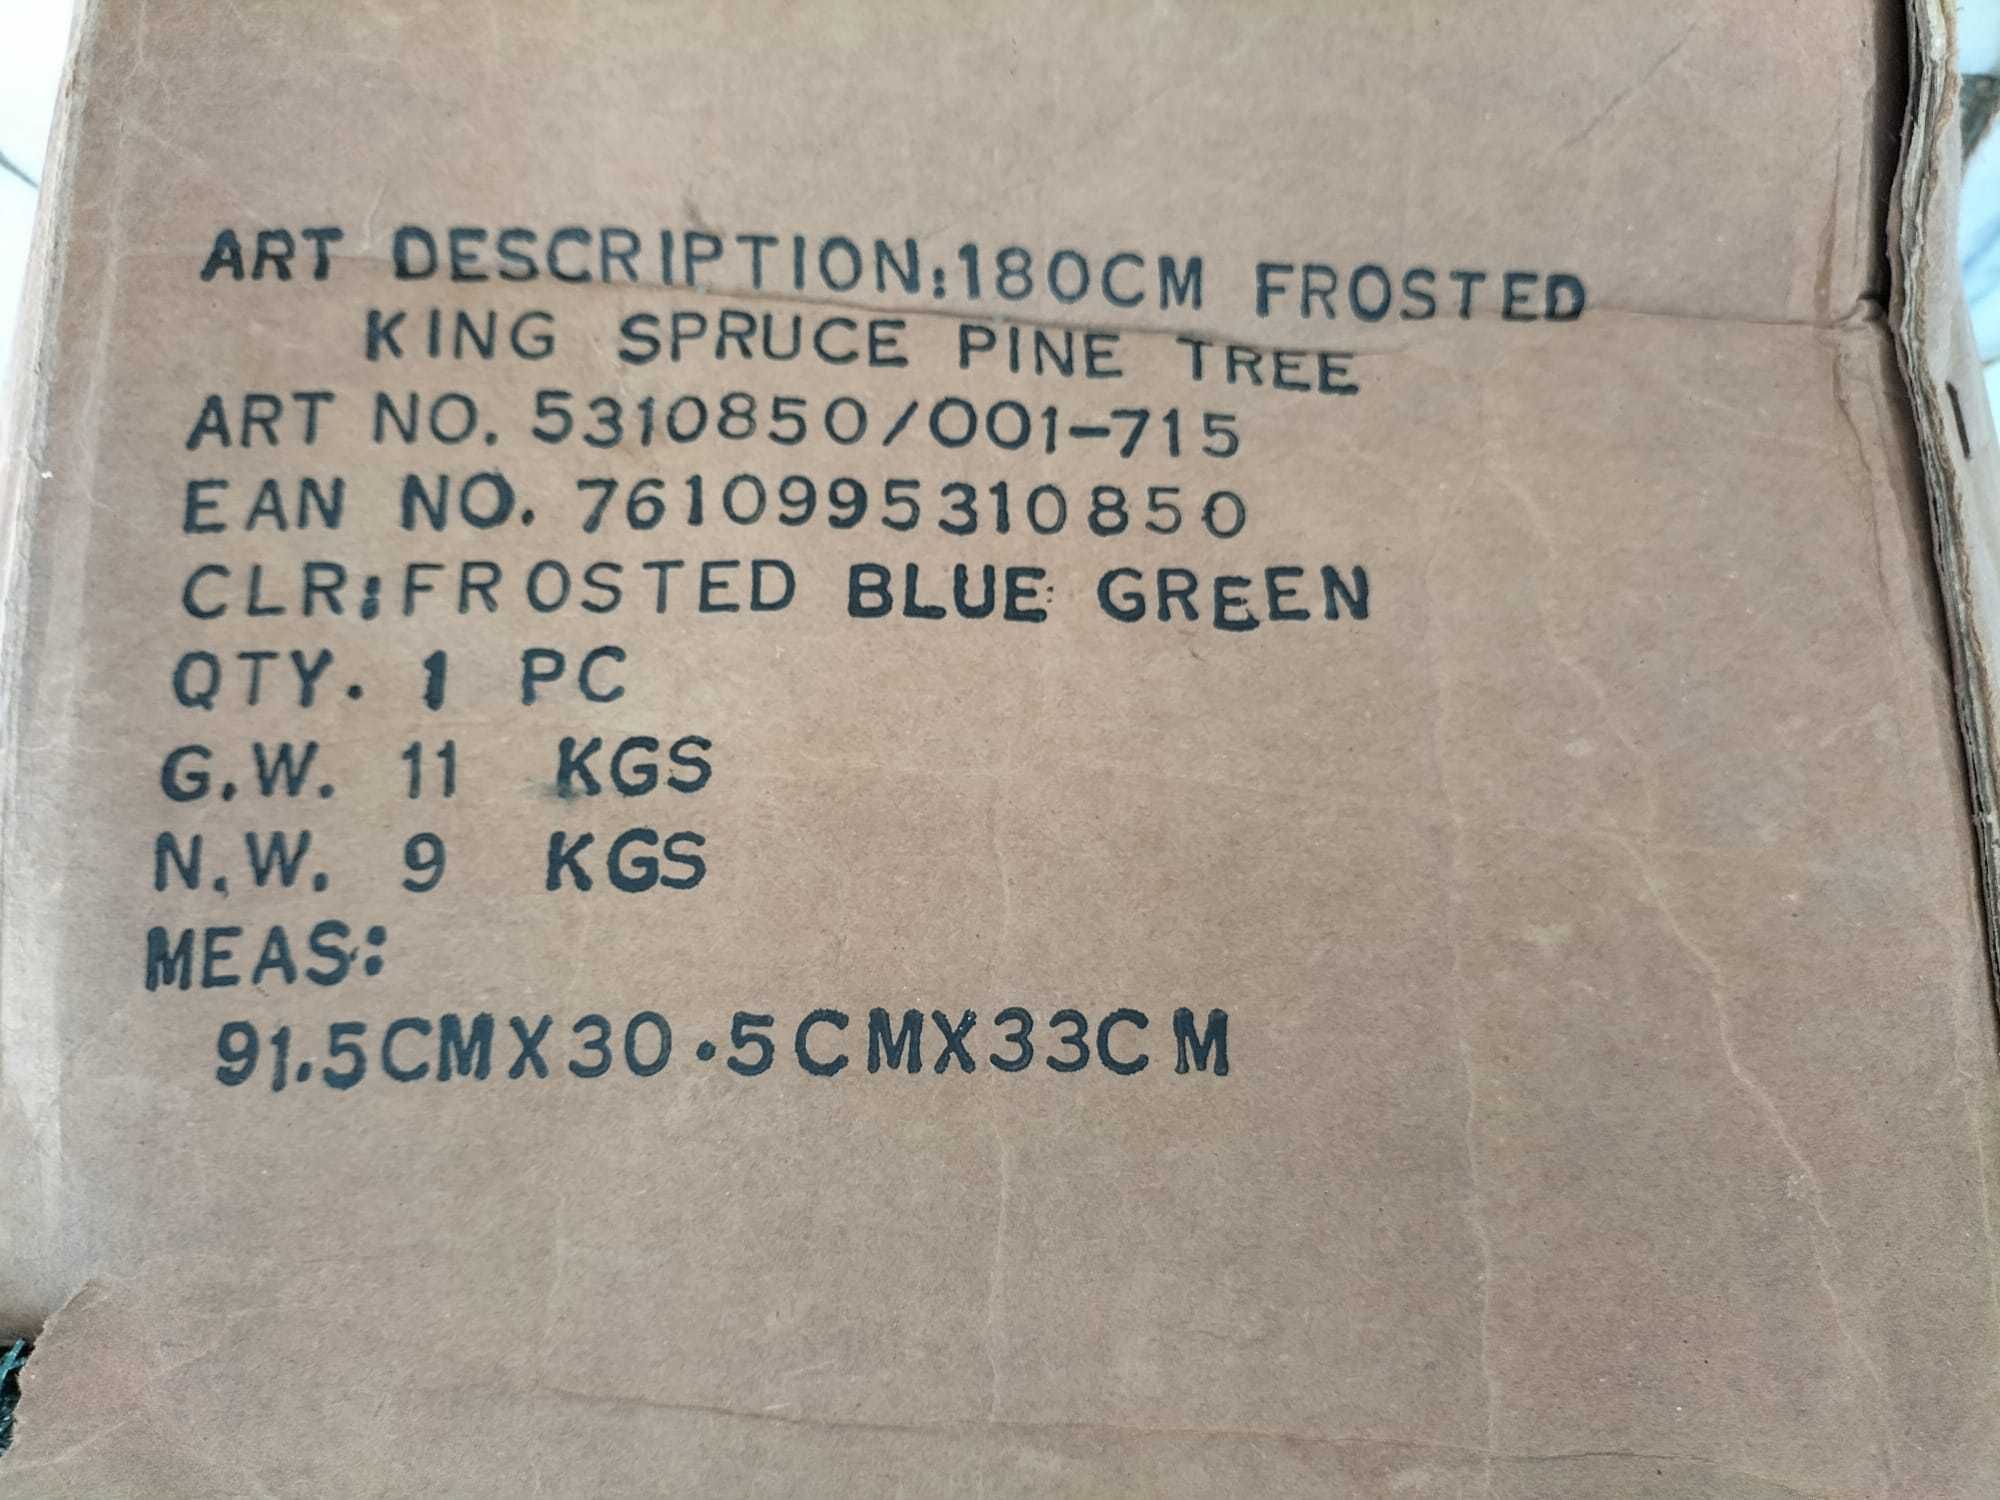 ART DESCRIPTION:180CM FROSTED
KING SPRUCE PINE TREE
ART NO. 5310850/001-715
EAN NO. 7610995310850
CLR:FROSTED BLUE GREEN
QTY. 1 PC
G.W. 11 KGS
N.W. 9 KGS
MEAS:
91.5CMX30.5CMX33CM